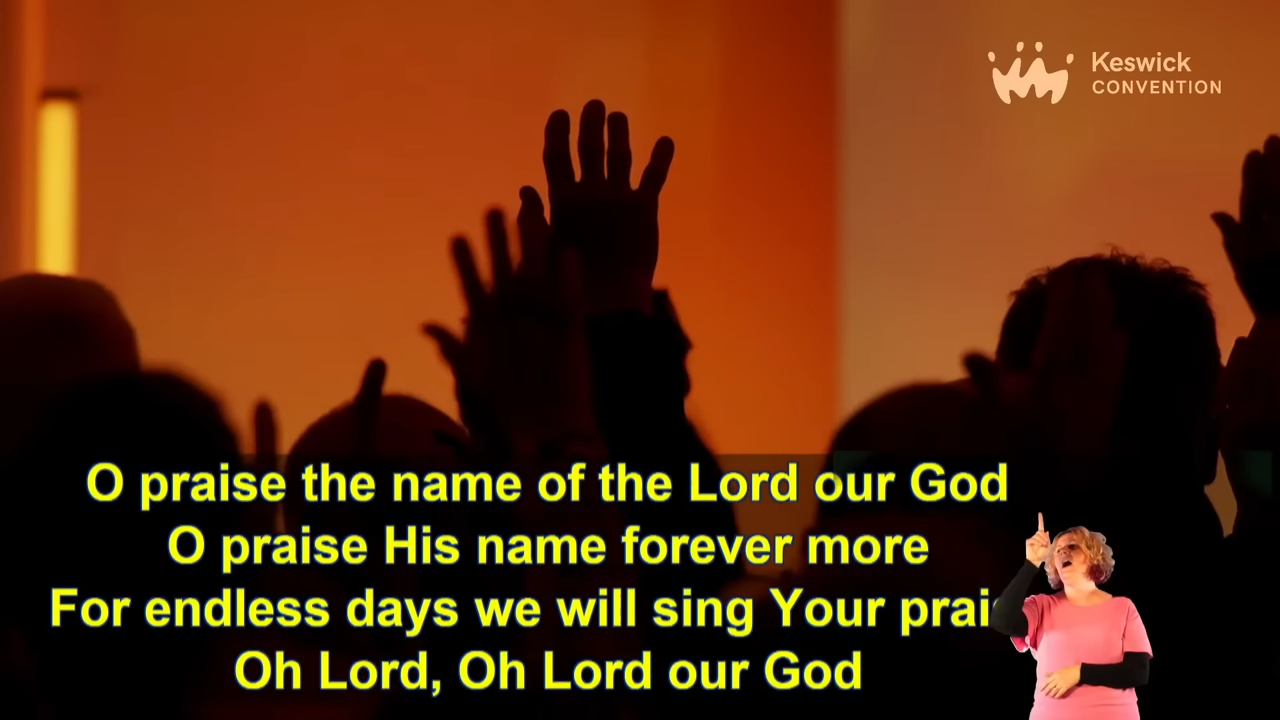 Keswick
CONVENTION
O praise the name of the Lord our God
O praise His name forever more
For endless days we will sing Your
Oh Lord, Oh Lord our God